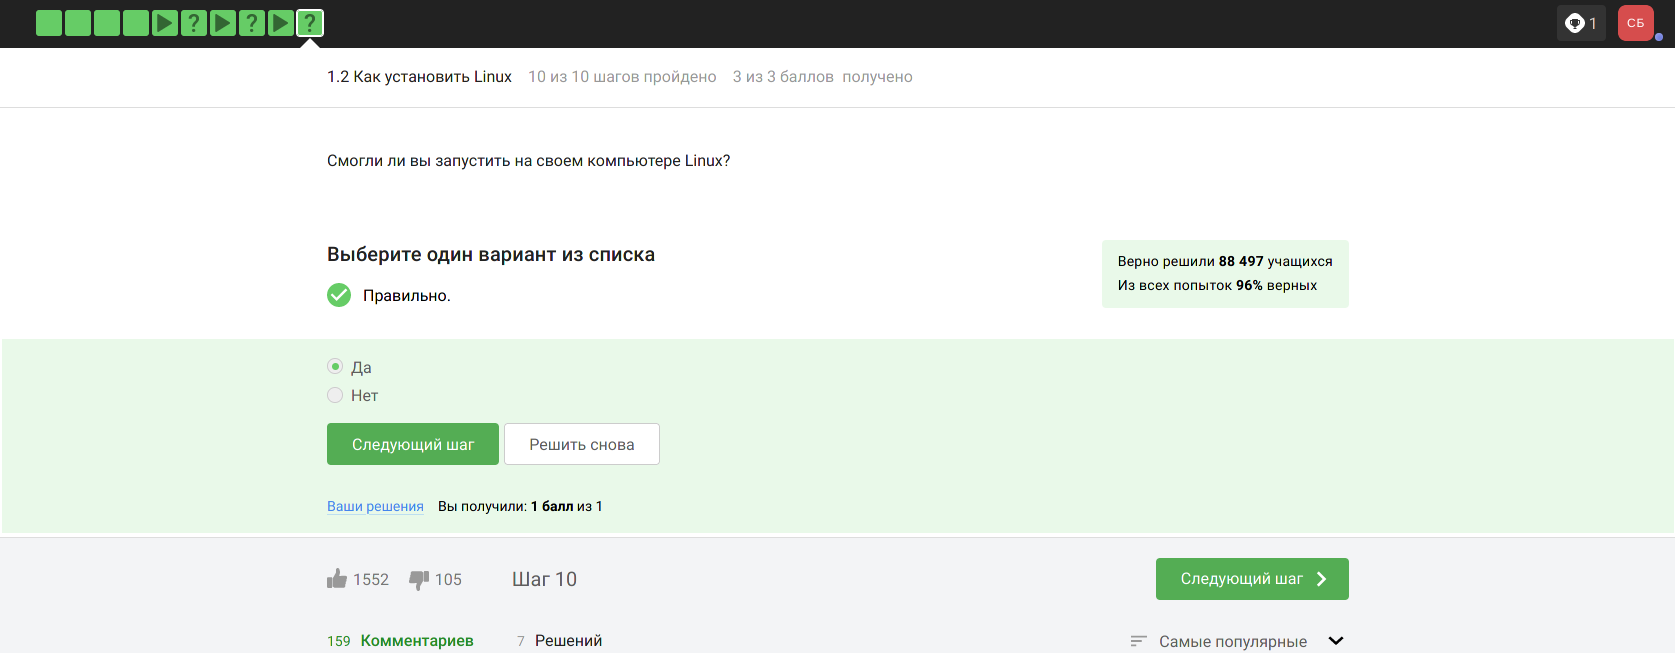 ? ? ?
1
СБ
1.2 Как установить Linux 10 из 10 шагов пройдено 3 из 3 баллов получено
Смогли ли вы запустить на своем компьютере Linux?
Выберите один вариант из списка
Правильно.
Верно решили 88 497 учащихся
Из всех попыток 96% верных
Да
Нет
Следующий шаг Решить снова
Ваши решения Вы получили: 1 балл из 1
1552 105 Шаг 10 Следующий шаг
159 Комментариев 7 Решений Самые популярные